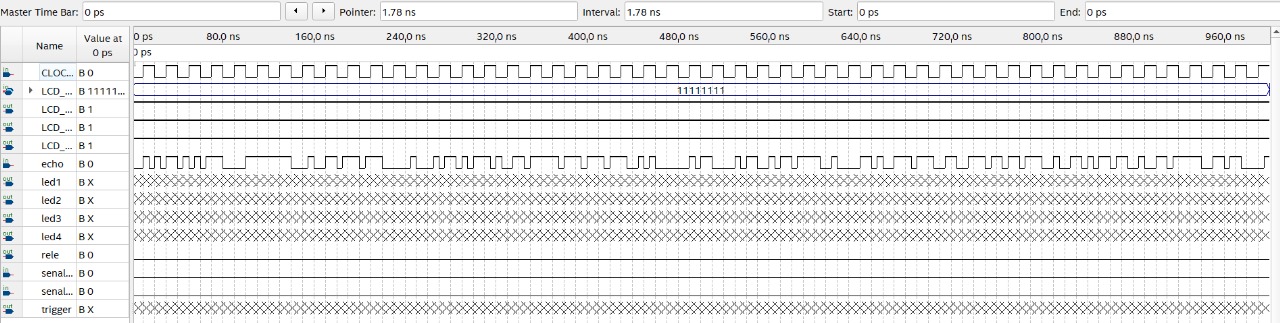 Master Time Bar: 0 ps Pointer: 1.78 ns Interval: 1.78 ns Start: 0 ps End: 0 ps
Name Value at 0 ps 0 ps 80,0 ns 160,0 ns 240,0 ns 320,0 ns 400,0 ns 480,0 ns 560,0 ns 640,0 ns 720,0 ns 800,0 ns 880,0 ns 960,0 ns
0 ps
in CLOC... B 0
LCD_... B 11111... 11111111
out LCD_... B 1
out LCD_... B 1
out LCD_... B 1
in echo B 0
out led1 B X
out led2 B X
out led3 B X
out led4 B X
out rele B 0
in senal... B 0
out senal... B 0
out trigger B X